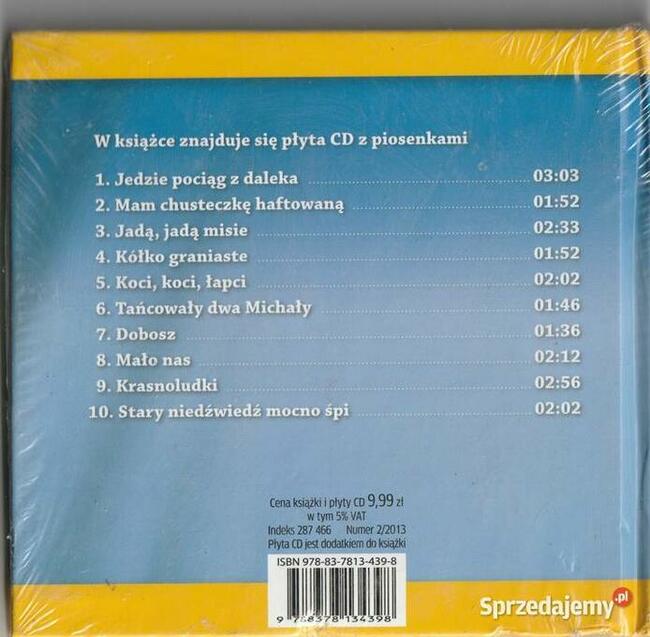 W książce znajduje się płyta CD z piosenkami
1. Jedzie pociąg z daleka 03:03
2. Mam chusteczkę haftowaną 01:52
3. Jadą, jadą misie 02:33
4. Kółko graniaste 01:52
5. Koci, koci, łapci 02:02
6. Tańcowały dwa Michały 01:46
7. Dobosz 01:36
8. Mało nas 02:12
9. Krasnoludki 02:56
10. Stary niedźwiedź mocno śpi 02:02
Cena książki i płyty CD 9,99 zł
w tym 5% VAT
Indeks 287 466 Numer 2/2013
Płyta CD jest dodatkiem do książki
ISBN 978-83-7813-439-8
9 788378 134398
Sprzedajemy.pl